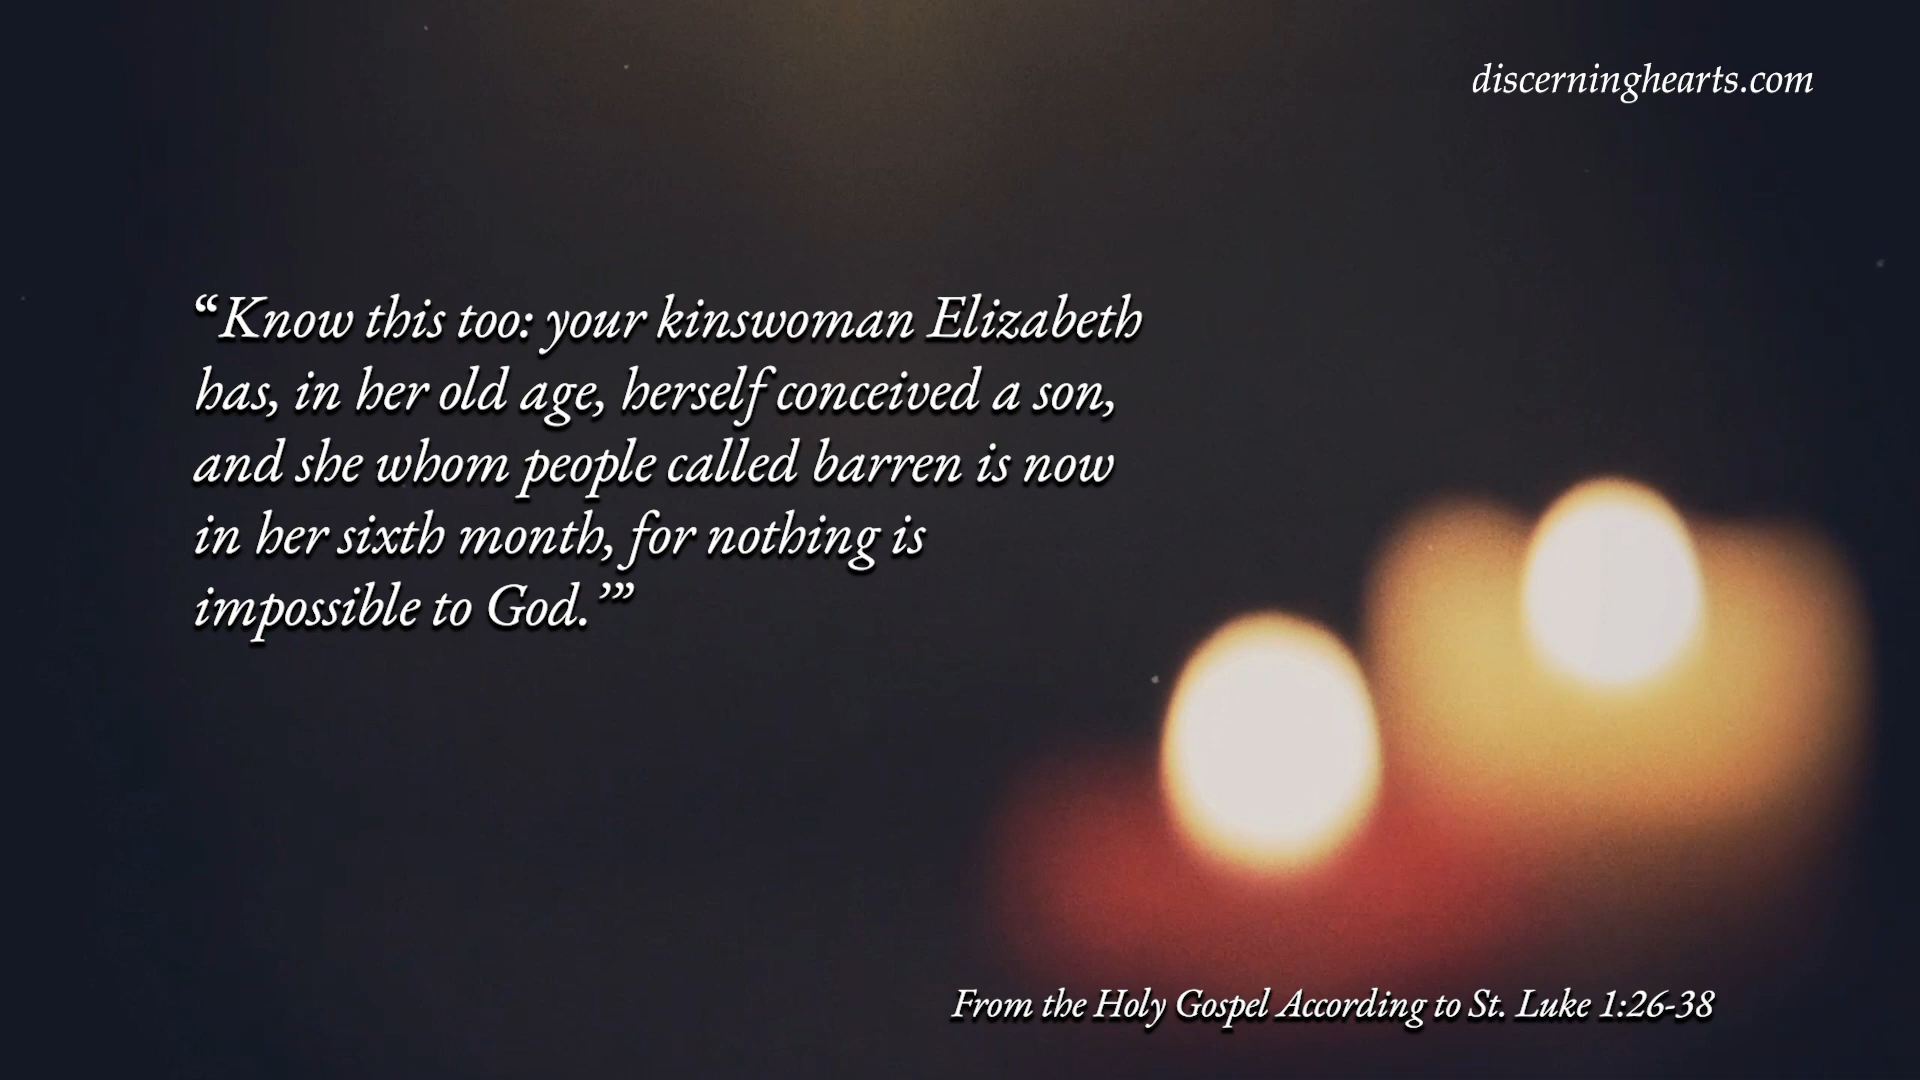 discerninghearts.com
“Know this too: your kinswoman Elizabeth
has, in her old age, herself conceived a son,
and she whom people called barren is now
in her sixth month, for nothing is
impossible to God.’”
From the Holy Gospel According to St. Luke 1:26-38